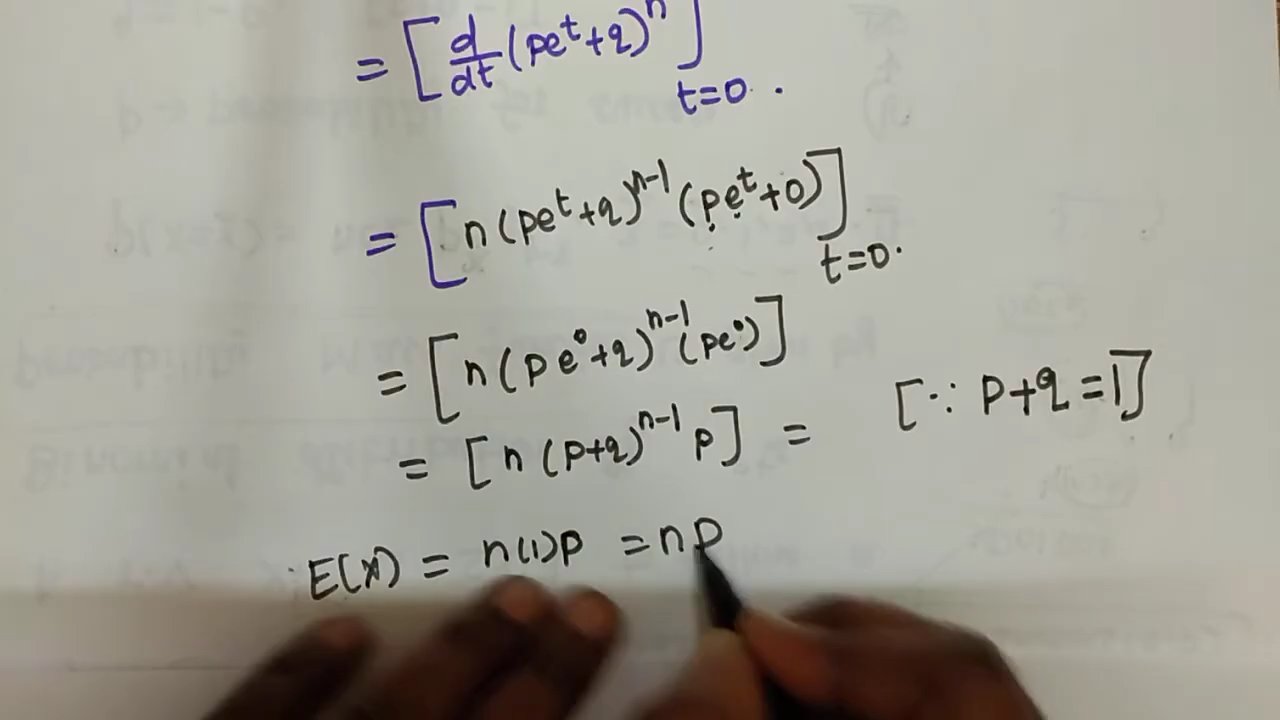 = [d/dt (pe^t+q)^n]_{t=0} .
= [n(pe^t+q)^{n-1} (pe^t+0)]_{t=0} .
= [n(pe^0+q)^{n-1} (pe^0)]
= [n(p+q)^{n-1} p] = [∵ p+q=1]
E(X) = n(1)p = np